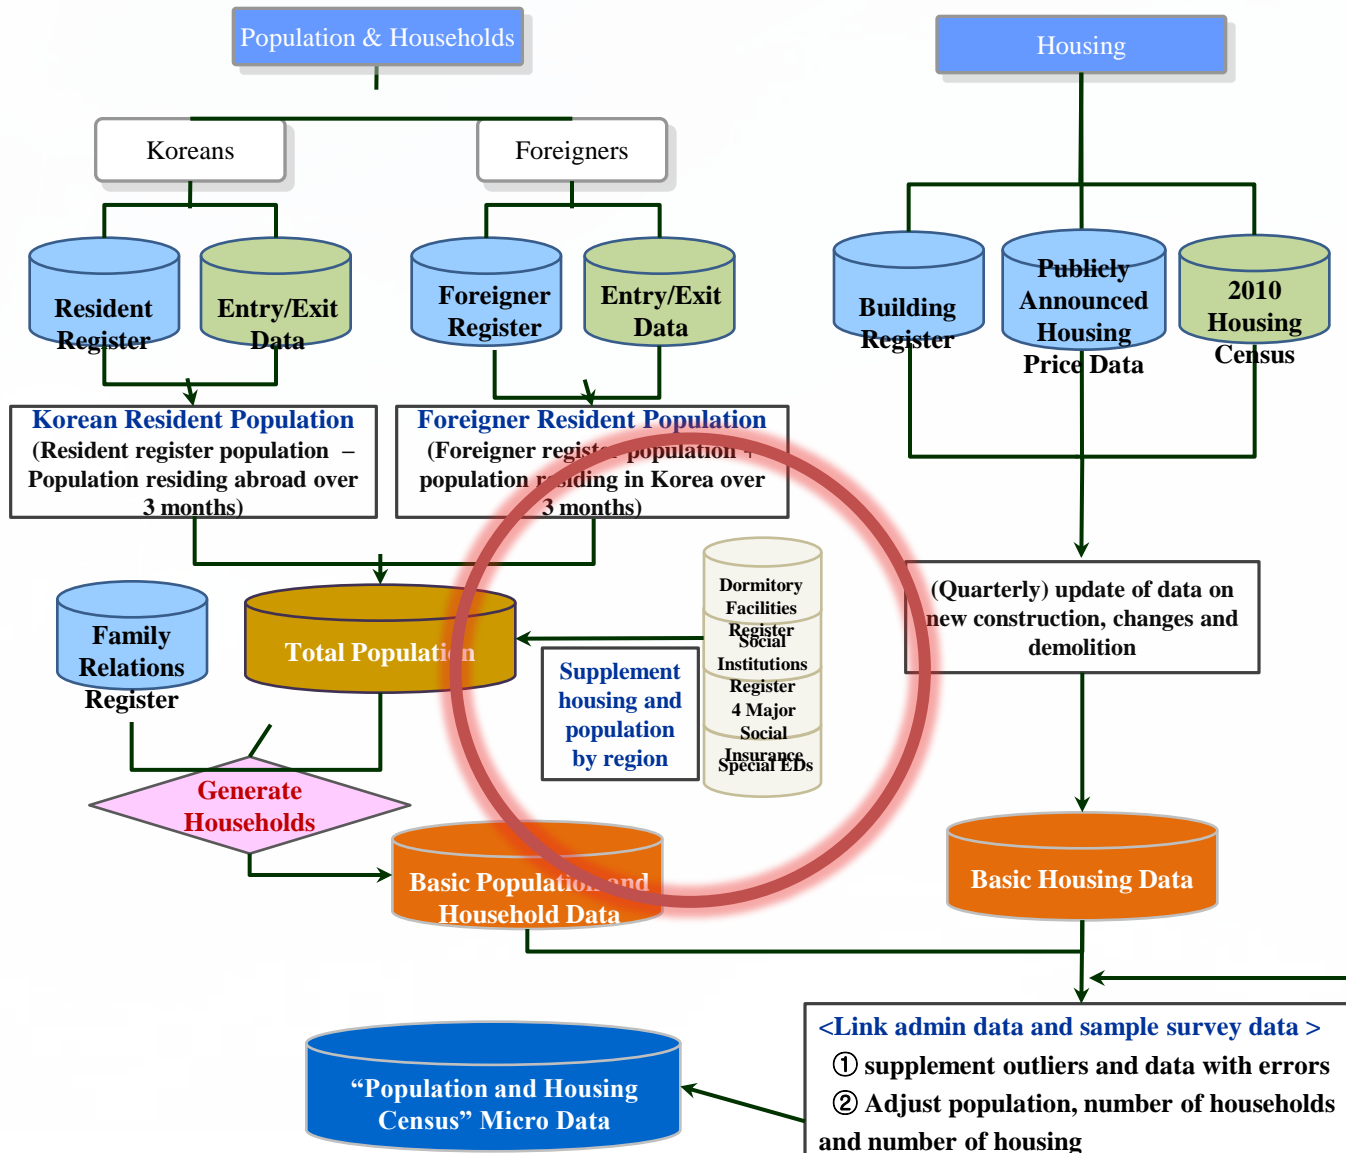 Population & Households
Housing
Koreans
Foreigners
Resident
Register
Entry/Exit
Data
Foreigner
Register
Entry/Exit
Data
Building
Register
Publicly
Announced
Housing
Price Data
2010
Housing
Census
Korean Resident Population
(Resident register population –
Population residing abroad over
3 months)
Foreigner Resident Population
(Foreigner register population +
population residing in Korea over
3 months)
Family
Relations
Register
Total Population
Supplement
housing and
population
by region
Dormitory
Facilities
Register
Social
Institutions
Register
4 Major
Social
Insurance
Special EDs
(Quarterly) update of data on
new construction, changes and
demolition
Generate
Households
Basic Population and
Household Data
Basic Housing Data
<Link admin data and sample survey data >
① supplement outliers and data with errors
② Adjust population, number of households
and number of housing
“Population and Housing
Census” Micro Data